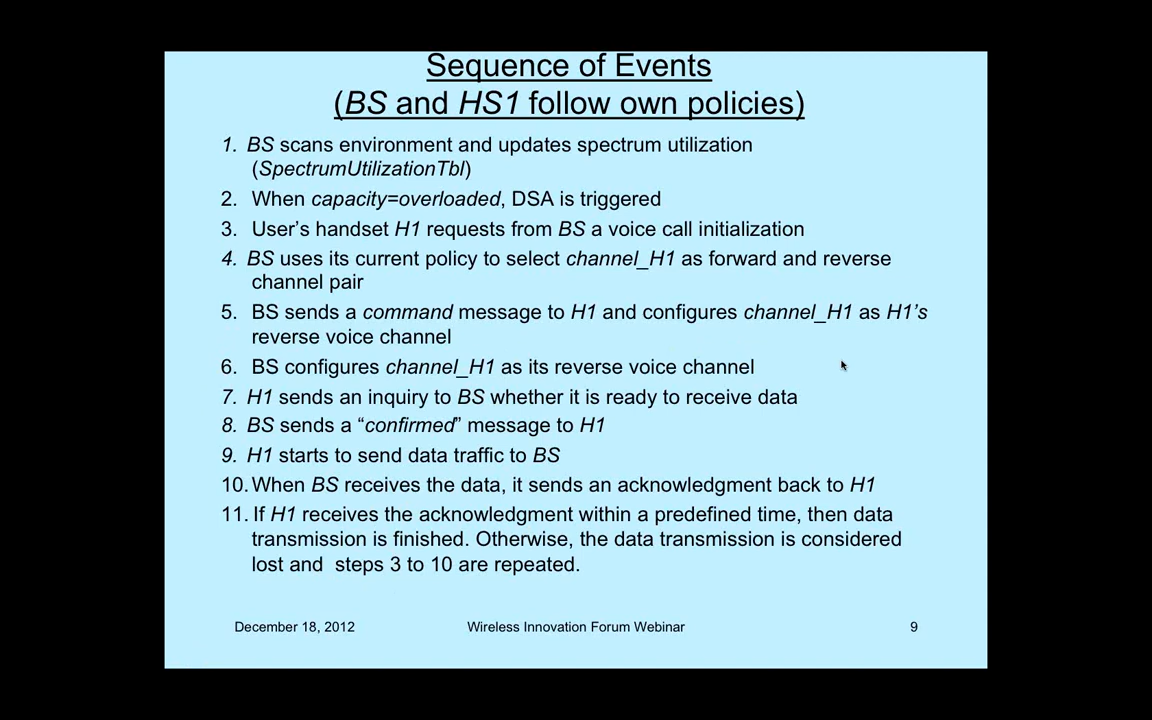 Sequence of Events
(BS and HS1 follow own policies)
1. BS scans environment and updates spectrum utilization
(SpectrumUtilizationTbl)
2. When capacity=overloaded, DSA is triggered
3. User's handset H1 requests from BS a voice call initialization
4. BS uses its current policy to select channel_H1 as forward and reverse
channel pair
5. BS sends a command message to H1 and configures channel_H1 as H1's
reverse voice channel
6. BS configures channel_H1 as its reverse voice channel
7. H1 sends an inquiry to BS whether it is ready to receive data
8. BS sends a “confirmed” message to H1
9. H1 starts to send data traffic to BS
10. When BS receives the data, it sends an acknowledgment back to H1
11. If H1 receives the acknowledgment within a predefined time, then data
transmission is finished. Otherwise, the data transmission is considered
lost and steps 3 to 10 are repeated.
December 18, 2012 Wireless Innovation Forum Webinar 9